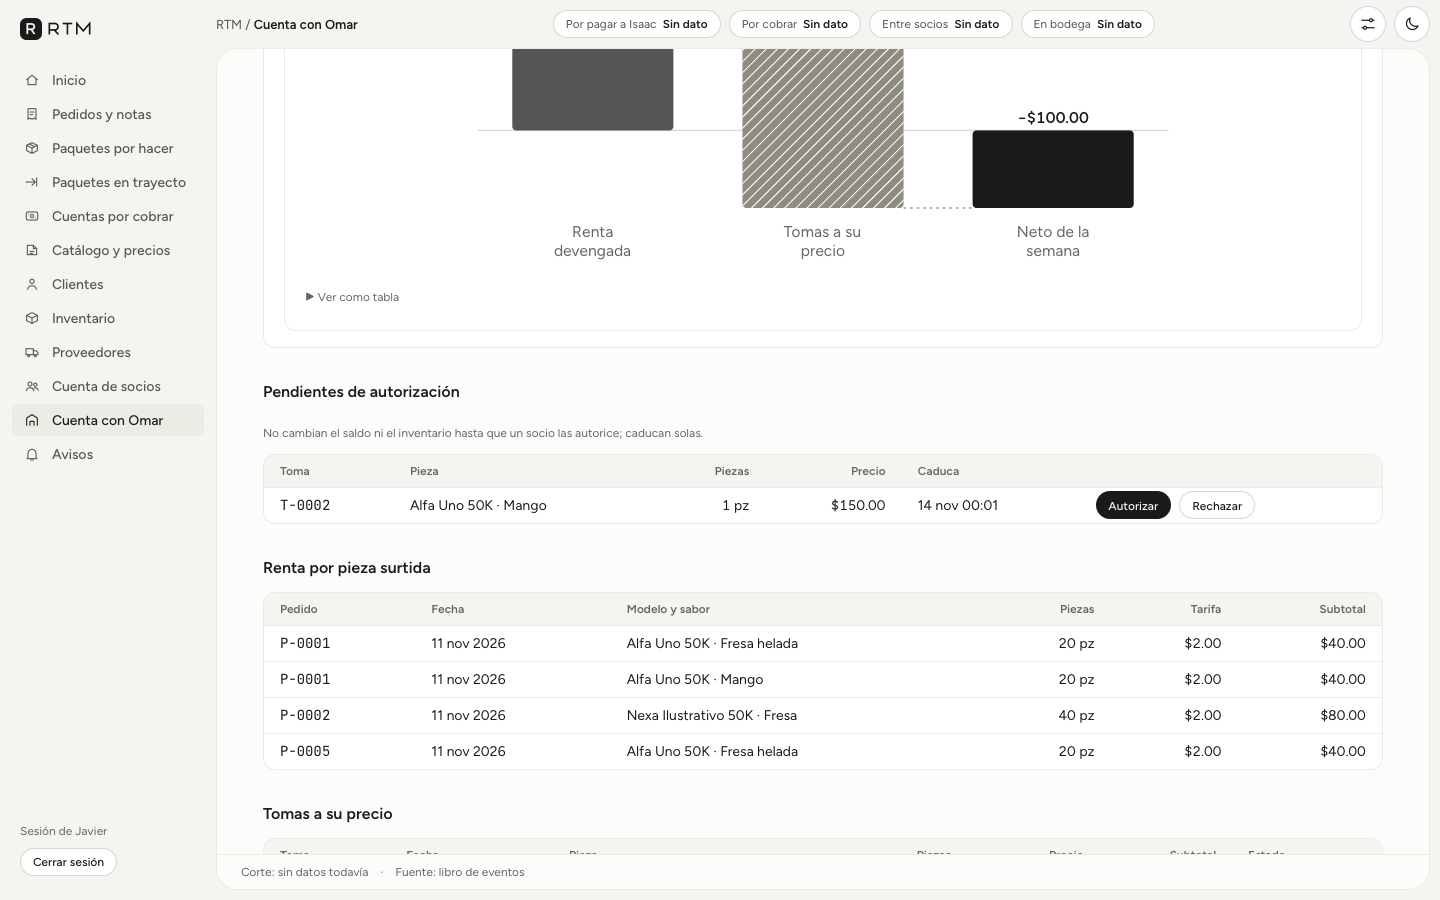 R RTM
RTM / Cuenta con Omar
Por pagar a Isaac Sin dato
Por cobrar Sin dato
Entre socios Sin dato
En bodega Sin dato
Inicio
Pedidos y notas
Paquetes por hacer
Paquetes en trayecto
Cuentas por cobrar
Catálogo y precios
Clientes
Inventario
Proveedores
Cuenta de socios
Cuenta con Omar
Avisos
Sesión de Javier
Cerrar sesión
−$100.00
Renta devengada
Tomas a su precio
Neto de la semana
▶ Ver como tabla
Pendientes de autorización
No cambian el saldo ni el inventario hasta que un socio las autorice; caducan solas.
Toma Pieza Piezas Precio Caduca
T-0002 Alfa Uno 50K · Mango 1 pz $150.00 14 nov 00:01 Autorizar Rechazar
Renta por pieza surtida
Pedido Fecha Modelo y sabor Piezas Tarifa Subtotal
P-0001 11 nov 2026 Alfa Uno 50K · Fresa helada 20 pz $2.00 $40.00
P-0001 11 nov 2026 Alfa Uno 50K · Mango 20 pz $2.00 $40.00
P-0002 11 nov 2026 Nexa Ilustrativo 50K · Fresa 40 pz $2.00 $80.00
P-0005 11 nov 2026 Alfa Uno 50K · Fresa helada 20 pz $2.00 $40.00
Tomas a su precio
Toma Fecha Pieza Piezas Precio Subtotal Estado
Corte: sin datos todavía · Fuente: libro de eventos